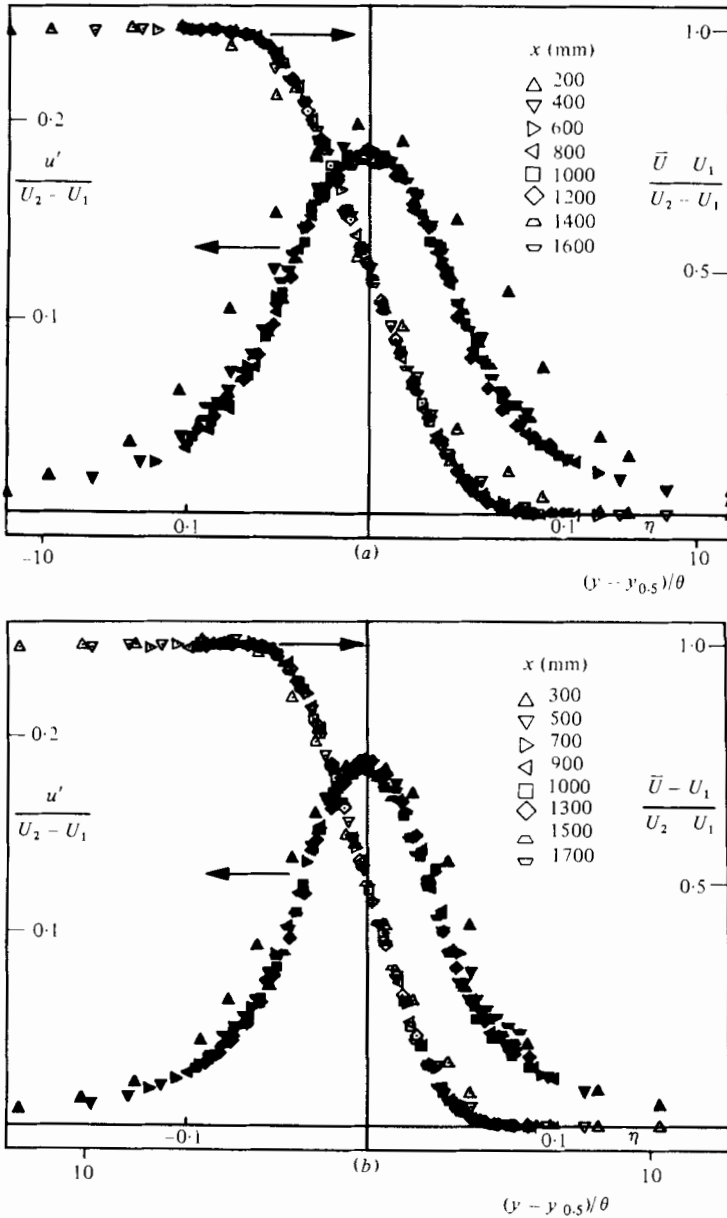 x (mm)
△ 200
▽ 400
▷ 600
◁ 800
□ 1000
◇ 1200
1400
1600
1·0
0·2
u′
U2 − U1
U̅ U1
U2 − U1
0·5
0·1
0·1
0·1
η
−10
(a)
10
(y − y0·5)/θ
x (mm)
△ 300
▽ 500
▷ 700
◁ 900
□ 1000
◇ 1300
1500
1700
1·0
0·2
u′
U2 − U1
U̅ − U1
U2 U1
0·5
0·1
−0·1
0·1
η
10
(b)
10
(y − y0·5)/θ